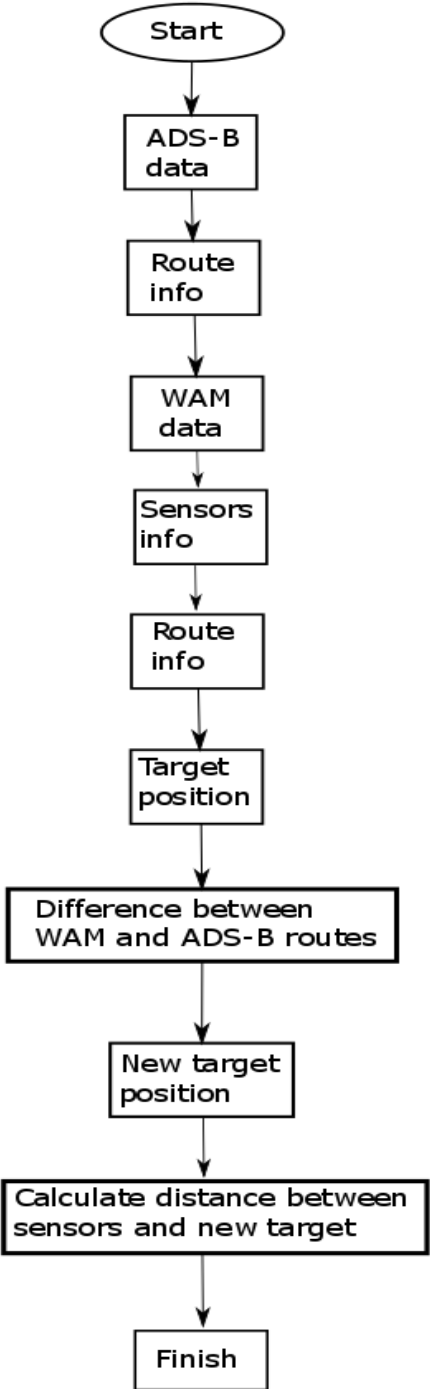 Start
ADS-B
data
Route
info
WAM
data
Sensors
info
Route
info
Target
position
Difference between
WAM and ADS-B routes
New target
position
Calculate distance between
sensors and new target
Finish